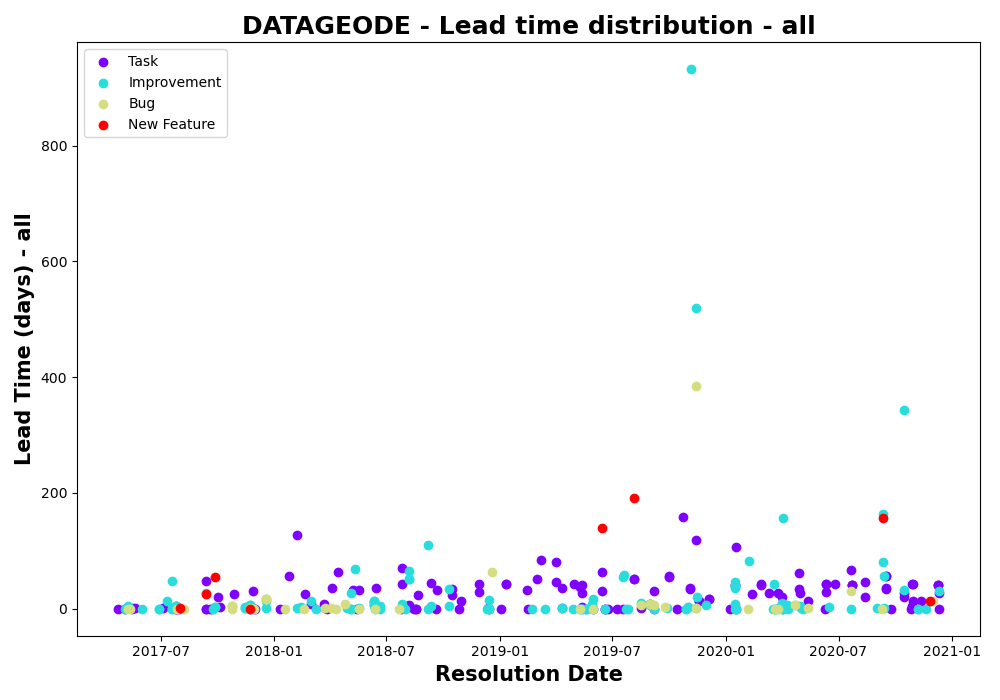 DATAGEODE - Lead time distribution - all
Task
Improvement
Bug
New Feature
Lead Time (days) - all
800
600
400
200
0
2017-07
2018-01
2018-07
2019-01
2019-07
2020-01
2020-07
2021-01
Resolution Date